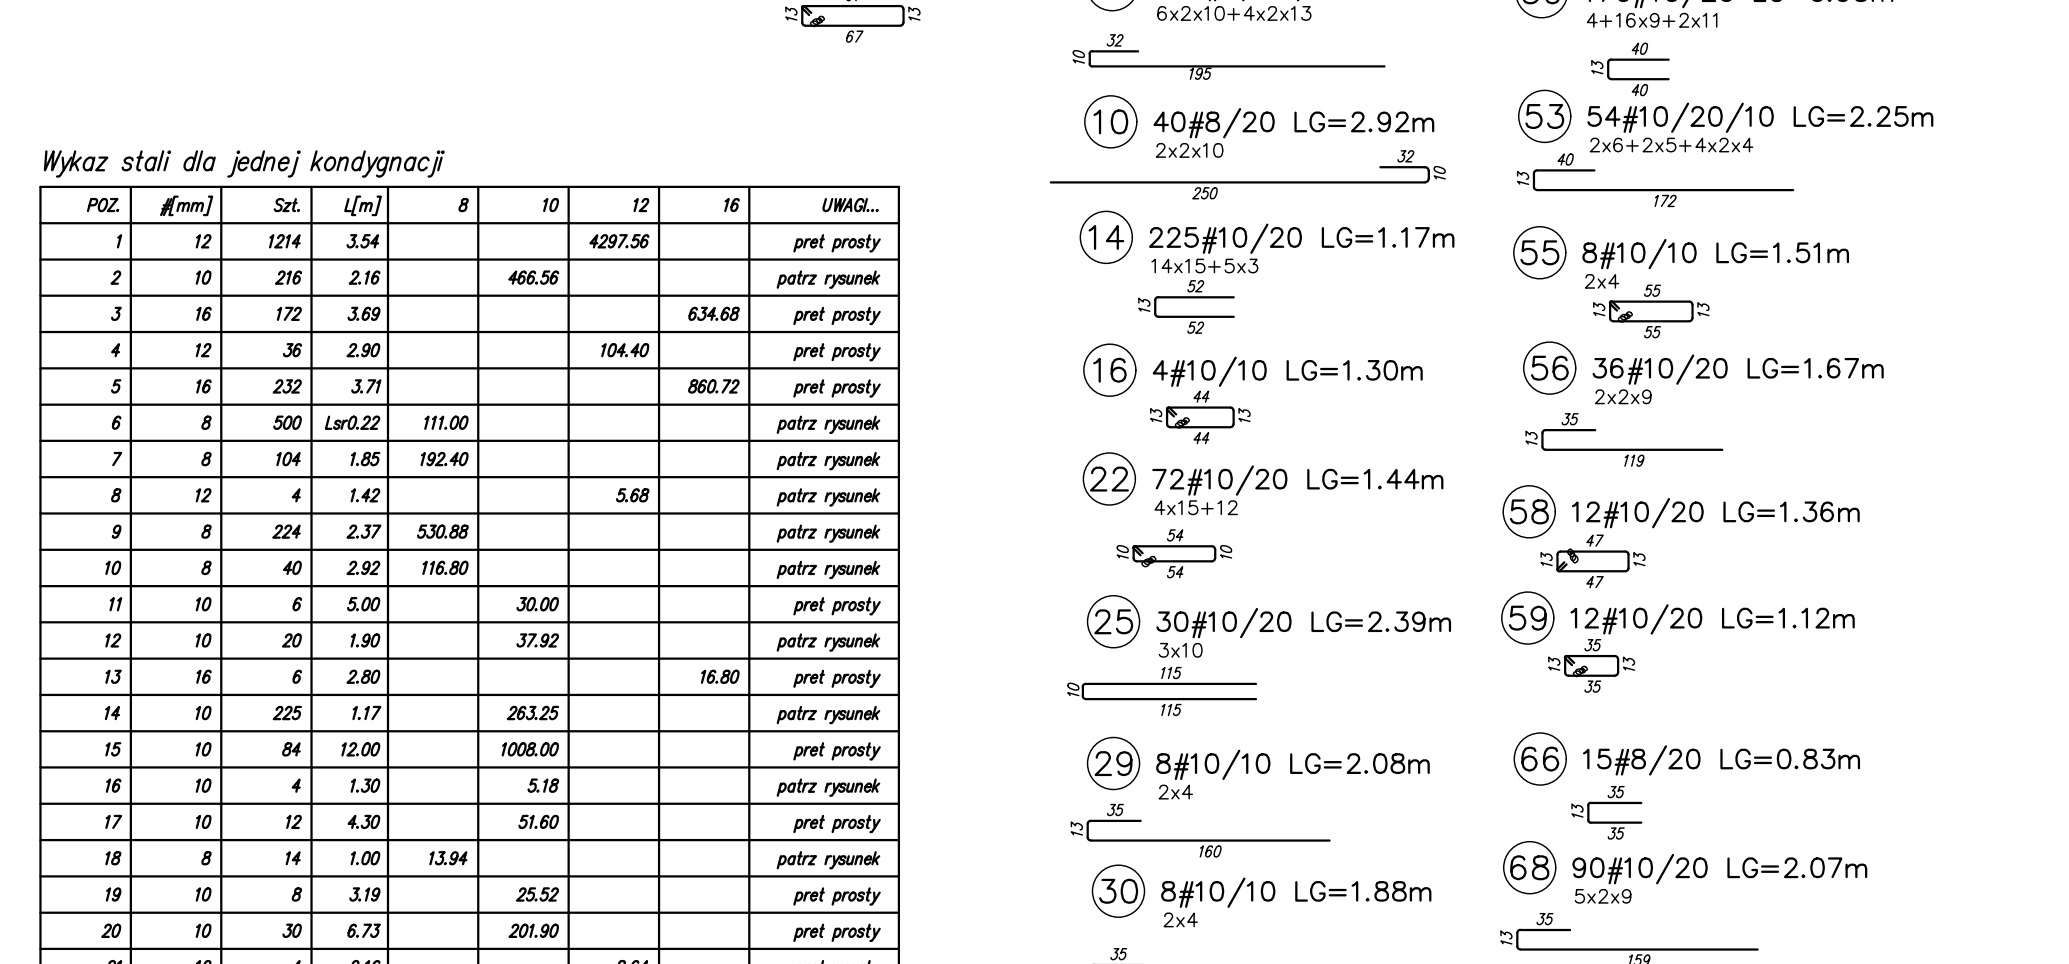 13
13
67
Wykaz stali dla jednej kondygnacji
POZ. #[mm] Szt. L[m] 8 10 12 16 UWAGI...
1 12 1214 3.54 4297.56 pret prosty
2 10 216 2.16 466.56 patrz rysunek
3 16 172 3.69 634.68 pret prosty
4 12 36 2.90 104.40 pret prosty
5 16 232 3.71 860.72 pret prosty
6 8 500 Lsr0.22 111.00 patrz rysunek
7 8 104 1.85 192.40 patrz rysunek
8 12 4 1.42 5.68 patrz rysunek
9 8 224 2.37 530.88 patrz rysunek
10 8 40 2.92 116.80 patrz rysunek
11 10 6 5.00 30.00 pret prosty
12 10 20 1.90 37.92 patrz rysunek
13 16 6 2.80 16.80 pret prosty
14 10 225 1.17 263.25 patrz rysunek
15 10 84 12.00 1008.00 pret prosty
16 10 4 1.30 5.18 patrz rysunek
17 10 12 4.30 51.60 pret prosty
18 8 14 1.00 13.94 patrz rysunek
19 10 8 3.19 25.52 pret prosty
20 10 30 6.73 201.90 pret prosty
6x2x10+4x2x13
32
10
195
10 40#8/20 LG=2.92m
2x2x10
32
10
250
14 225#10/20 LG=1.17m
14x15+5x3
52
13
52
16 4#10/10 LG=1.30m
44
13 13
44
22 72#10/20 LG=1.44m
4x15+12
54
10 10
54
25 30#10/20 LG=2.39m
3x10
115
10
115
29 8#10/10 LG=2.08m
2x4
35
13
160
30 8#10/10 LG=1.88m
2x4
35
4+16x9+2x11
40
13
40
53 54#10/20/10 LG=2.25m
2x6+2x5+4x2x4
40
13
172
55 8#10/10 LG=1.51m
2x4
55
13 13
55
56 36#10/20 LG=1.67m
2x2x9
35
13
119
58 12#10/20 LG=1.36m
47
13 13
47
59 12#10/20 LG=1.12m
35
13 13
35
66 15#8/20 LG=0.83m
35
13
35
68 90#10/20 LG=2.07m
5x2x9
35
13
159